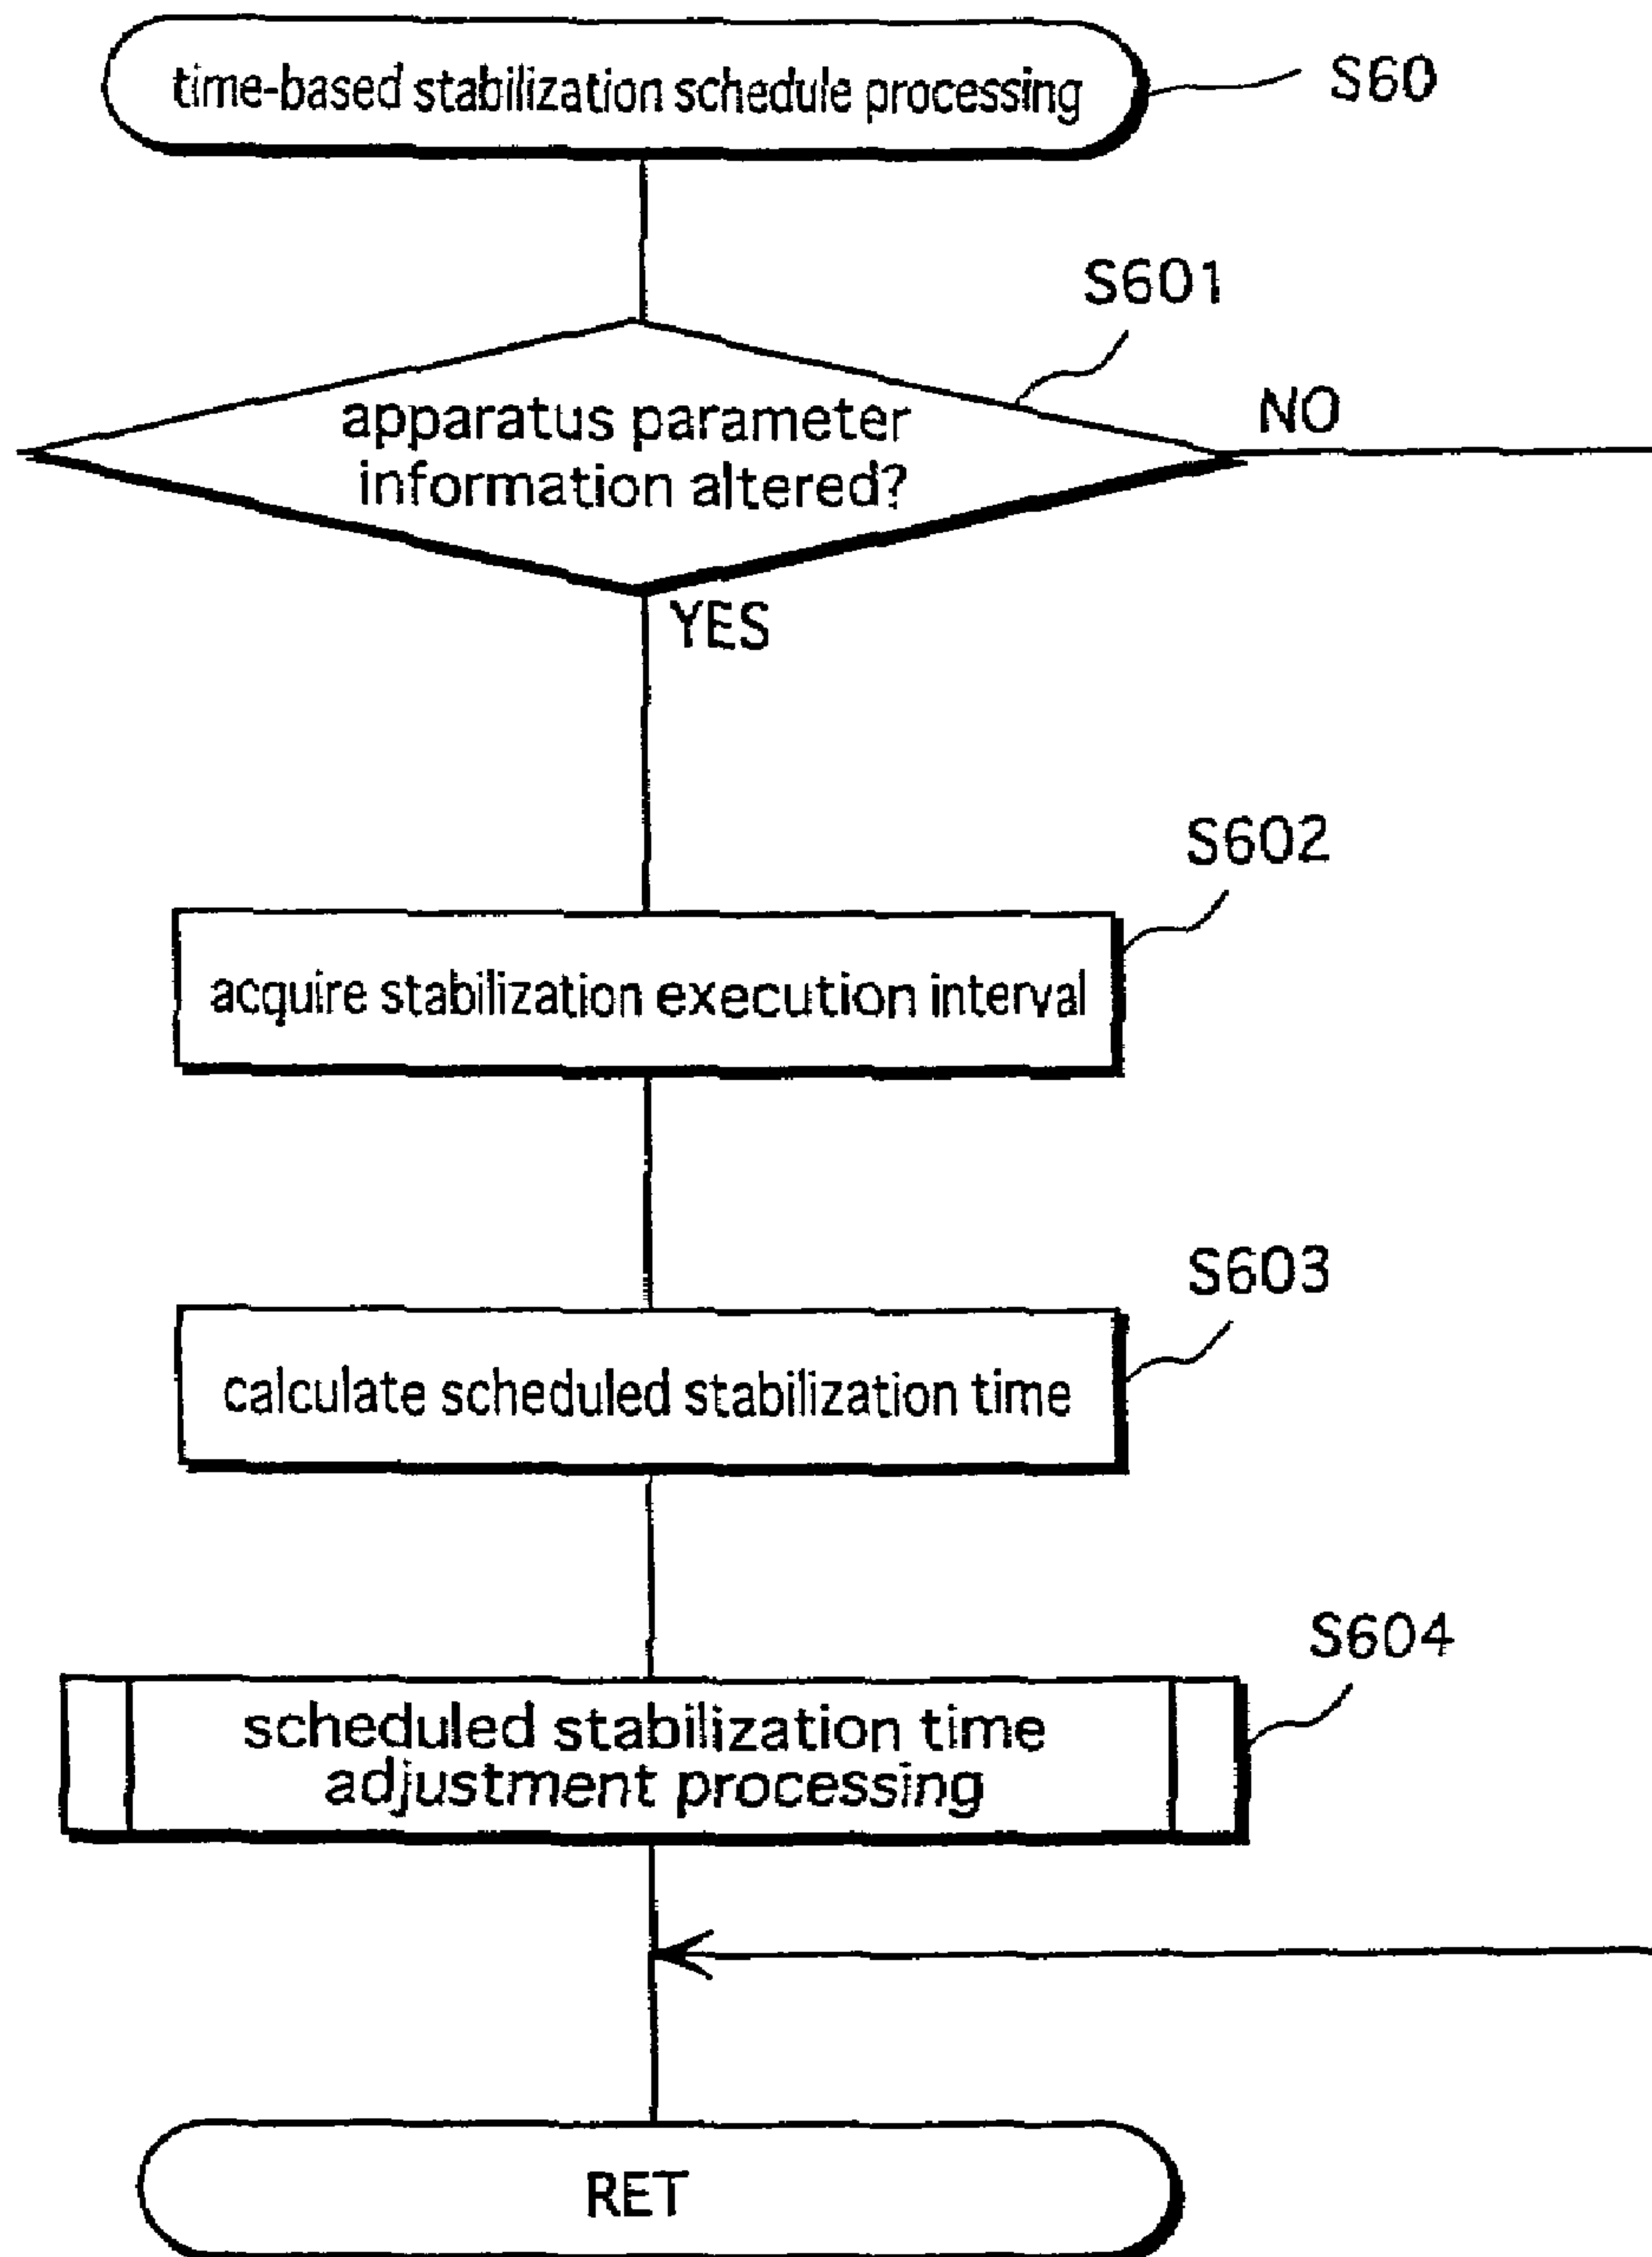 time-based stabilization schedule processing
S60
S601
apparatus parameter
information altered?
NO
YES
S602
acquire stabilization execution interval
S603
calculate scheduled stabilization time
S604
scheduled stabilization time
adjustment processing
RET